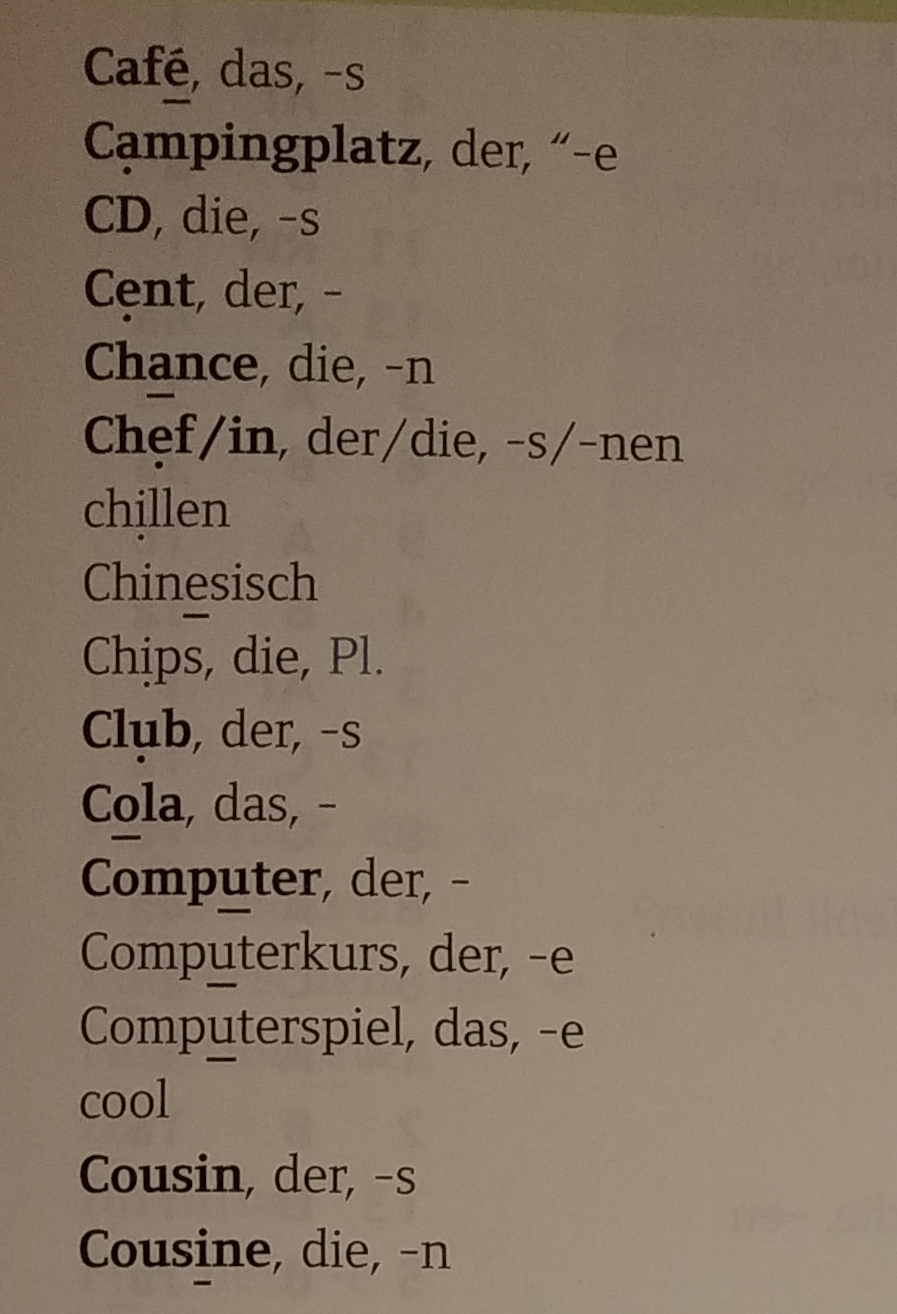 Café, das, -s
Campingplatz, der, “-e
CD, die, -s
Cent, der, -
Chance, die, -n
Chef/in, der/die, -s/-nen
chillen
Chinesisch
Chips, die, Pl.
Club, der, -s
Cola, das, -
Computer, der, -
Computerkurs, der, -e
Computerspiel, das, -e
cool
Cousin, der, -s
Cousine, die, -n